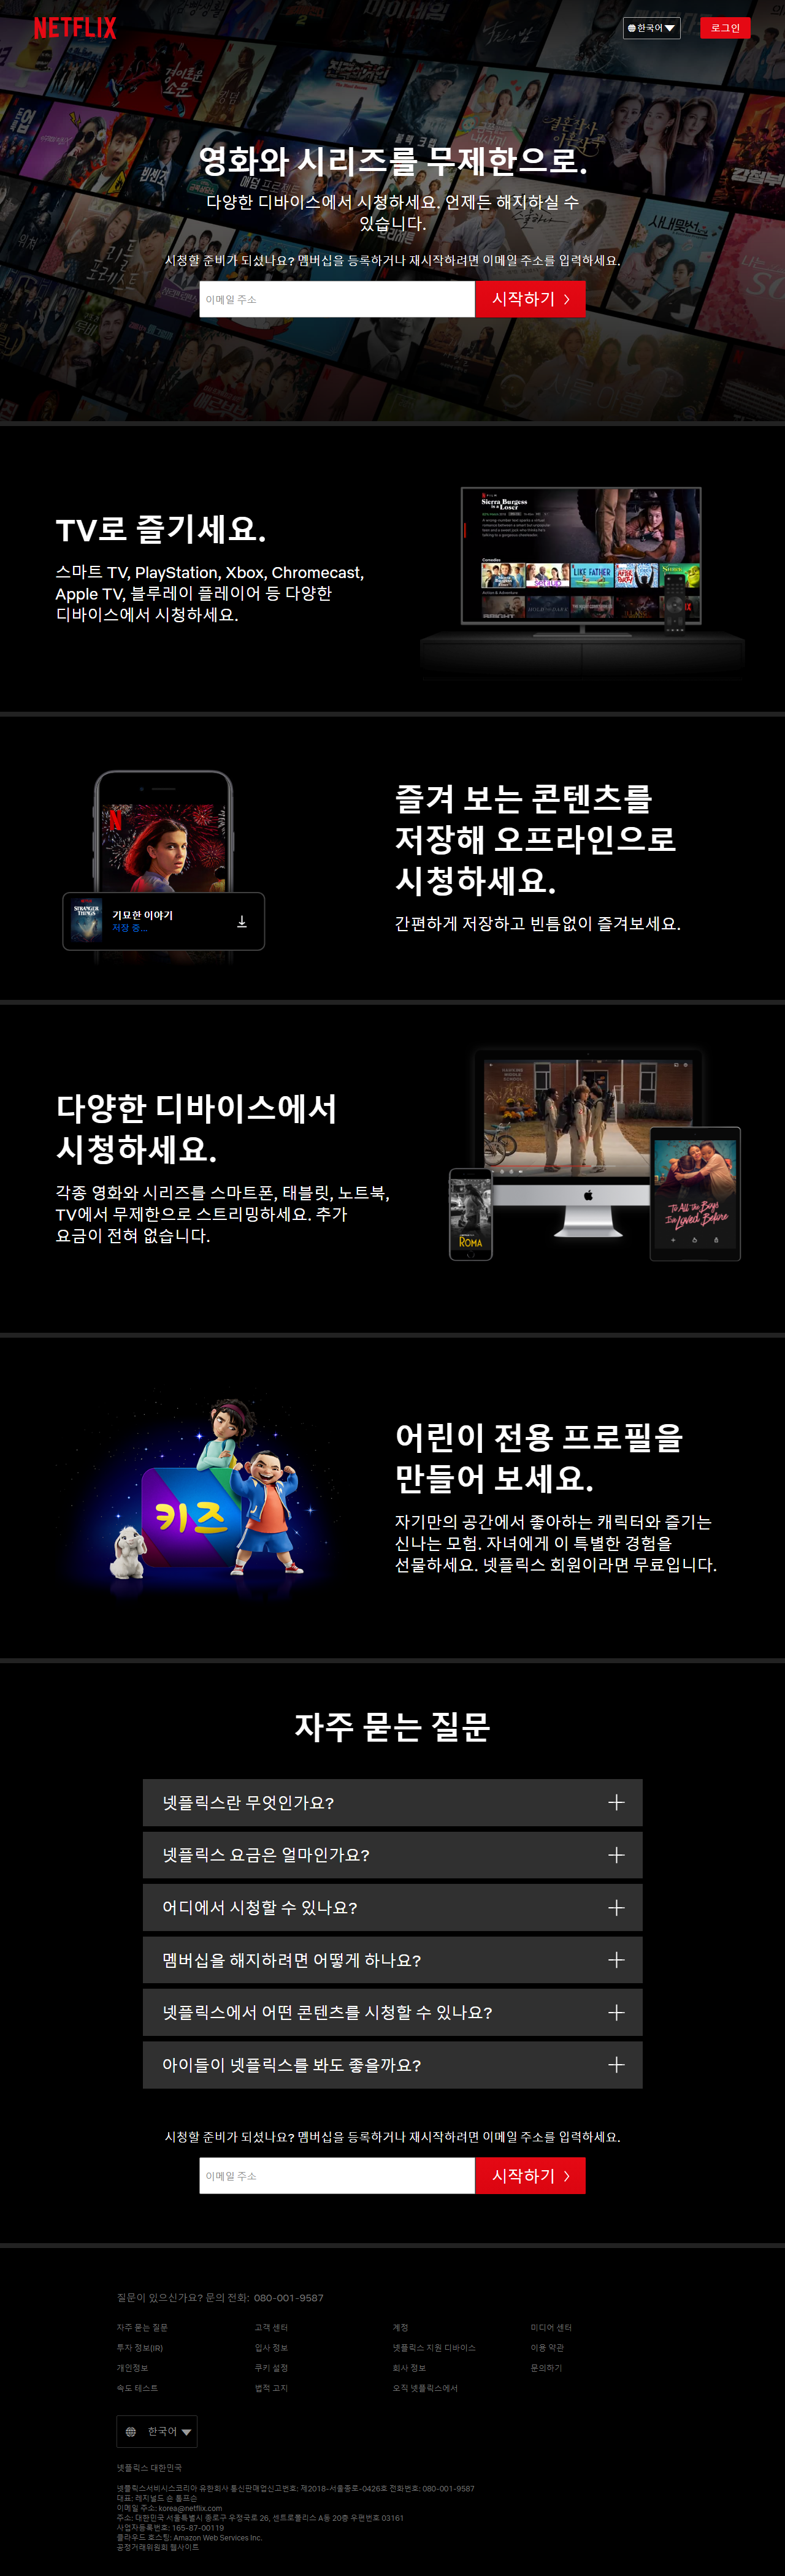 NETFLIX
한국어
로그인
영화와 시리즈를 무제한으로.
다양한 디바이스에서 시청하세요. 언제든 해지하실 수
있습니다.
시청할 준비가 되셨나요? 멤버십을 등록하거나 재시작하려면 이메일 주소를 입력하세요.
이메일 주소
시작하기
TV로 즐기세요.
스마트 TV, PlayStation, Xbox, Chromecast,
Apple TV, 블루레이 플레이어 등 다양한
디바이스에서 시청하세요.
Sierra Burgess
Is a
Loser
Comedies
LIKE FATHER
Action & Adventure
즐겨 보는 콘텐츠를
저장해 오프라인으로
시청하세요.
간편하게 저장하고 빈틈없이 즐겨보세요.
STRANGER
THINGS
기묘한 이야기
저장 중...
다양한 디바이스에서
시청하세요.
각종 영화와 시리즈를 스마트폰, 태블릿, 노트북,
TV에서 무제한으로 스트리밍하세요. 추가
요금이 전혀 없습니다.
ROMA
To All the Boys
I've Loved Before
키즈
어린이 전용 프로필을
만들어 보세요.
자기만의 공간에서 좋아하는 캐릭터와 즐기는
신나는 모험. 자녀에게 이 특별한 경험을
선물하세요. 넷플릭스 회원이라면 무료입니다.
자주 묻는 질문
넷플릭스란 무엇인가요?
넷플릭스 요금은 얼마인가요?
어디에서 시청할 수 있나요?
멤버십을 해지하려면 어떻게 하나요?
넷플릭스에서 어떤 콘텐츠를 시청할 수 있나요?
아이들이 넷플릭스를 봐도 좋을까요?
시청할 준비가 되셨나요? 멤버십을 등록하거나 재시작하려면 이메일 주소를 입력하세요.
이메일 주소
시작하기
질문이 있으신가요? 문의 전화: 080-001-9587
자주 묻는 질문
고객 센터
계정
미디어 센터
투자 정보(IR)
입사 정보
넷플릭스 지원 디바이스
이용 약관
개인정보
쿠키 설정
회사 정보
문의하기
속도 테스트
법적 고지
오직 넷플릭스에서
한국어
넷플릭스 대한민국
넷플릭스서비시스코리아 유한회사 통신판매업신고번호: 제2018-서울종로-0426호 전화번호: 080-001-9587
대표: 레지널드 숀 톰프슨
이메일 주소: korea@netflix.com
주소: 대한민국 서울특별시 종로구 우정국로 26, 센트로폴리스 A동 20층 우편번호 03161
사업자등록번호: 165-87-00119
클라우드 호스팅: Amazon Web Services Inc.
공정거래위원회 웹사이트